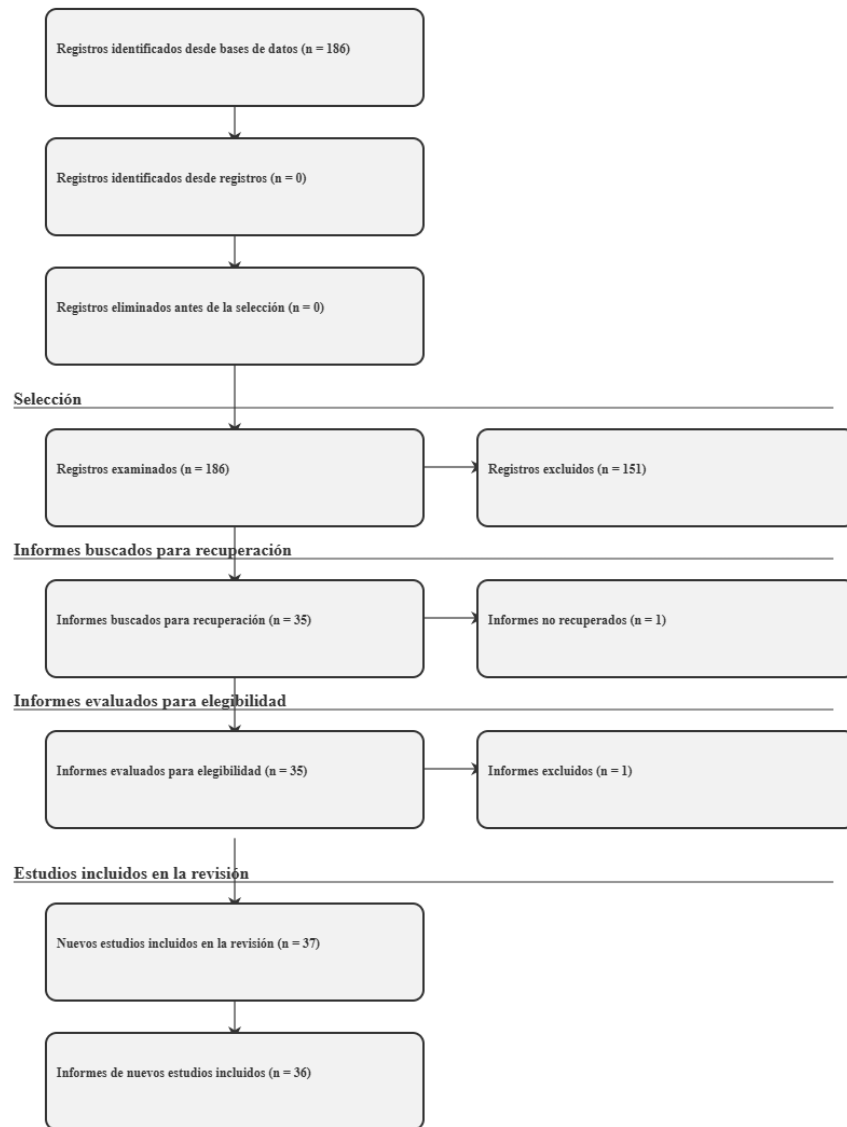 Registros identificados desde bases de datos (n = 186)
Registros identificados desde registros (n = 0)
Registros eliminados antes de la selección (n = 0)
Selección
Registros examinados (n = 186)
Registros excluidos (n = 151)
Informes buscados para recuperación
Informes buscados para recuperación (n = 35)
Informes no recuperados (n = 1)
Informes evaluados para elegibilidad
Informes evaluados para elegibilidad (n = 35)
Informes excluidos (n = 1)
Estudios incluidos en la revisión
Nuevos estudios incluidos en la revisión (n = 37)
Informes de nuevos estudios incluidos (n = 36)